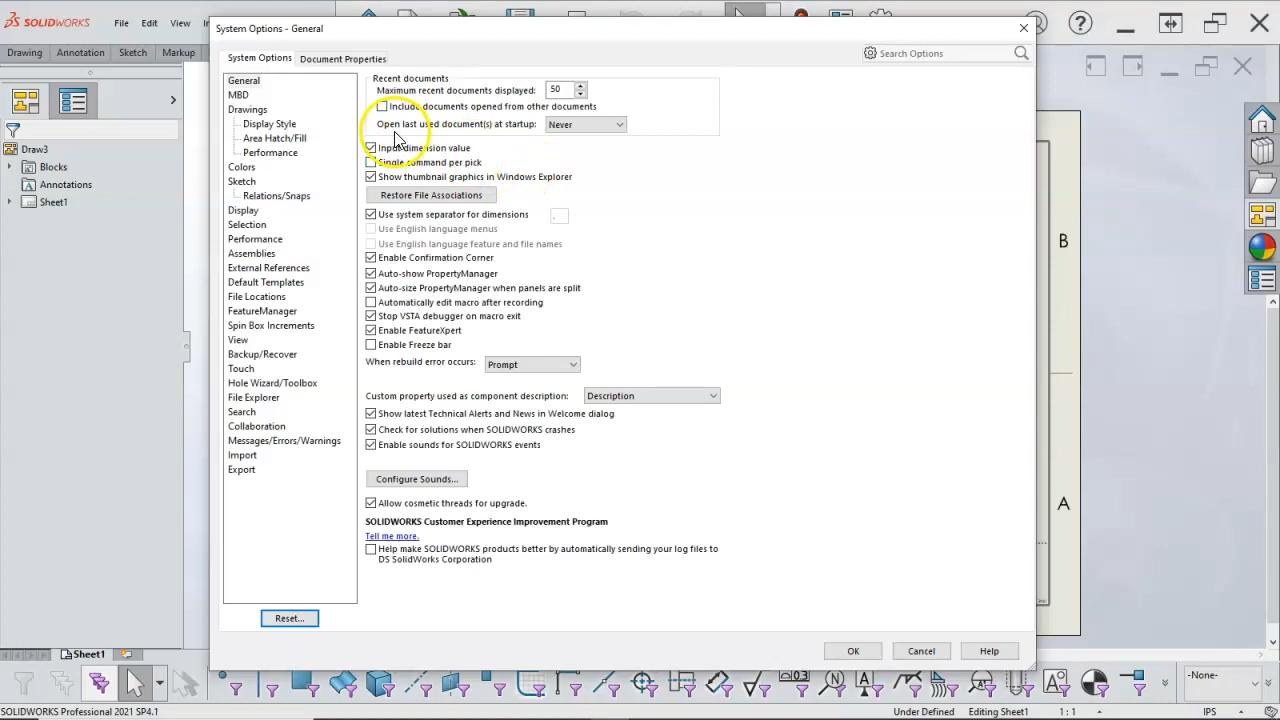 SOLIDWORKS
File
Edit
View
System Options - General
Drawing
Annotation
Sketch
Markup
System Options
Document Properties
Search Options
General
MBD
Drawings
Display Style
Area Hatch/Fill
Performance
Colors
Sketch
Relations/Snaps
Display
Selection
Performance
Assemblies
External References
Default Templates
File Locations
FeatureManager
Spin Box Increments
View
Backup/Recover
Touch
Hole Wizard/Toolbox
File Explorer
Search
Collaboration
Messages/Errors/Warnings
Import
Export
Reset...
Recent documents
Maximum recent documents displayed: 50
Include documents opened from other documents
Open last used document(s) at startup: Never
Input dimension value
Single command per pick
Show thumbnail graphics in Windows Explorer
Restore File Associations
Use system separator for dimensions .
Use English language menus
Use English language feature and file names
Enable Confirmation Corner
Auto-show PropertyManager
Auto-size PropertyManager when panels are split
Automatically edit macro after recording
Stop VSTA debugger on macro exit
Enable FeatureXpert
Enable Freeze bar
When rebuild error occurs: Prompt
Custom property used as component description: Description
Show latest Technical Alerts and News in Welcome dialog
Check for solutions when SOLIDWORKS crashes
Enable sounds for SOLIDWORKS events
Configure Sounds...
Allow cosmetic threads for upgrade.
SOLIDWORKS Customer Experience Improvement Program
Tell me more.
Help make SOLIDWORKS products better by automatically sending your log files to
DS SolidWorks Corporation
OK
Cancel
Help
Draw3
Blocks
Annotations
Sheet1
B
A
Sheet1
-None-
SOLIDWORKS Professional 2021 SP4.1
Under Defined
Editing Sheet1
1 : 1
IPS